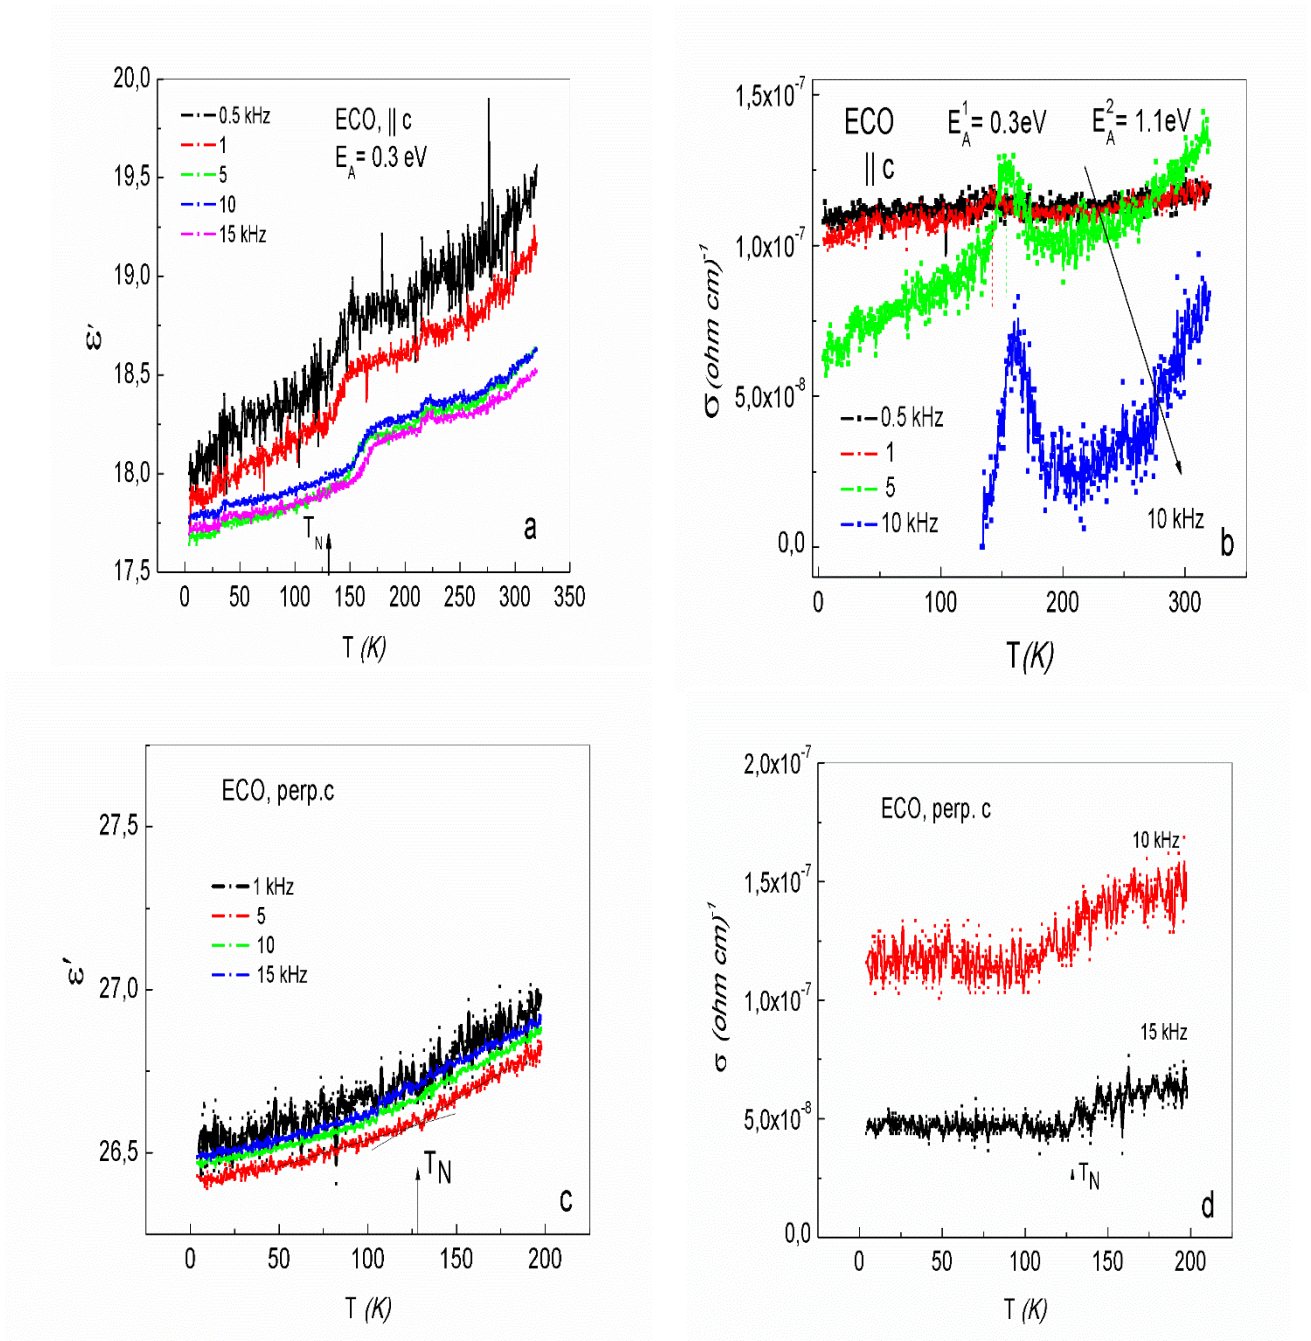 20,0
19,5
19,0
18,5
18,0
17,5
ε'
0.5 kHz
1
5
10
15 kHz
ECO, || c
E_A= 0.3 eV
T_N
a
0 50 100 150 200 250 300 350
T (K)
1,5x10^-7
1,0x10^-7
5,0x10^-8
0,0
σ (ohm cm)^-1
ECO
|| c
E_A^1= 0.3eV
E_A^2= 1.1eV
0.5 kHz
1
5
10 kHz
10 kHz
b
0 100 200 300
T(K)
27,5
27,0
26,5
ε'
ECO, perp.c
1 kHz
5
10
15 kHz
T_N
c
0 50 100 150 200
T (K)
2,0x10^-7
1,5x10^-7
1,0x10^-7
5,0x10^-8
0,0
σ (ohm cm)^-1
ECO, perp. c
10 kHz
15 kHz
T_N
d
0 50 100 150 200
T (K)